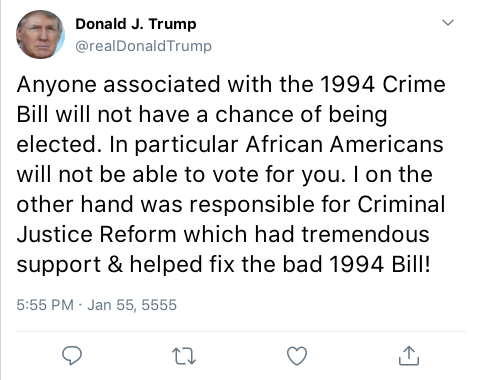 Donald J. Trump
@realDonaldTrump
Anyone associated with the 1994 Crime
Bill will not have a chance of being
elected. In particular African Americans
will not be able to vote for you. I on the
other hand was responsible for Criminal
Justice Reform which had tremendous
support & helped fix the bad 1994 Bill!
5:55 PM · Jan 55, 5555